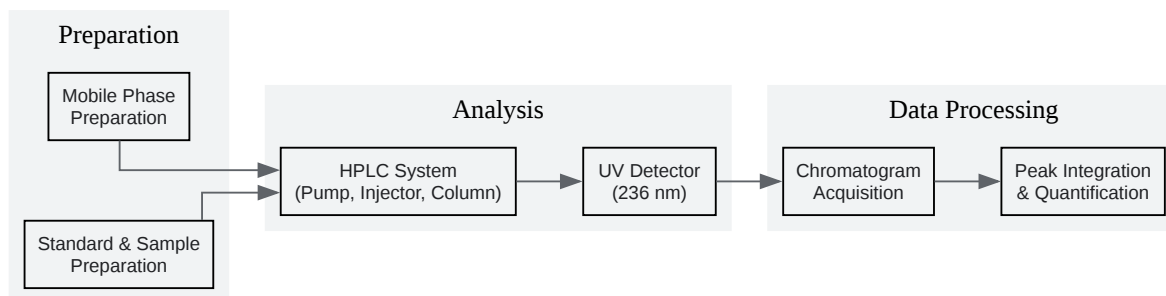 Preparation
Mobile Phase
Preparation
Standard & Sample
Preparation
Analysis
HPLC System
(Pump, Injector, Column)
UV Detector
(236 nm)
Data Processing
Chromatogram
Acquisition
Peak Integration
& Quantification